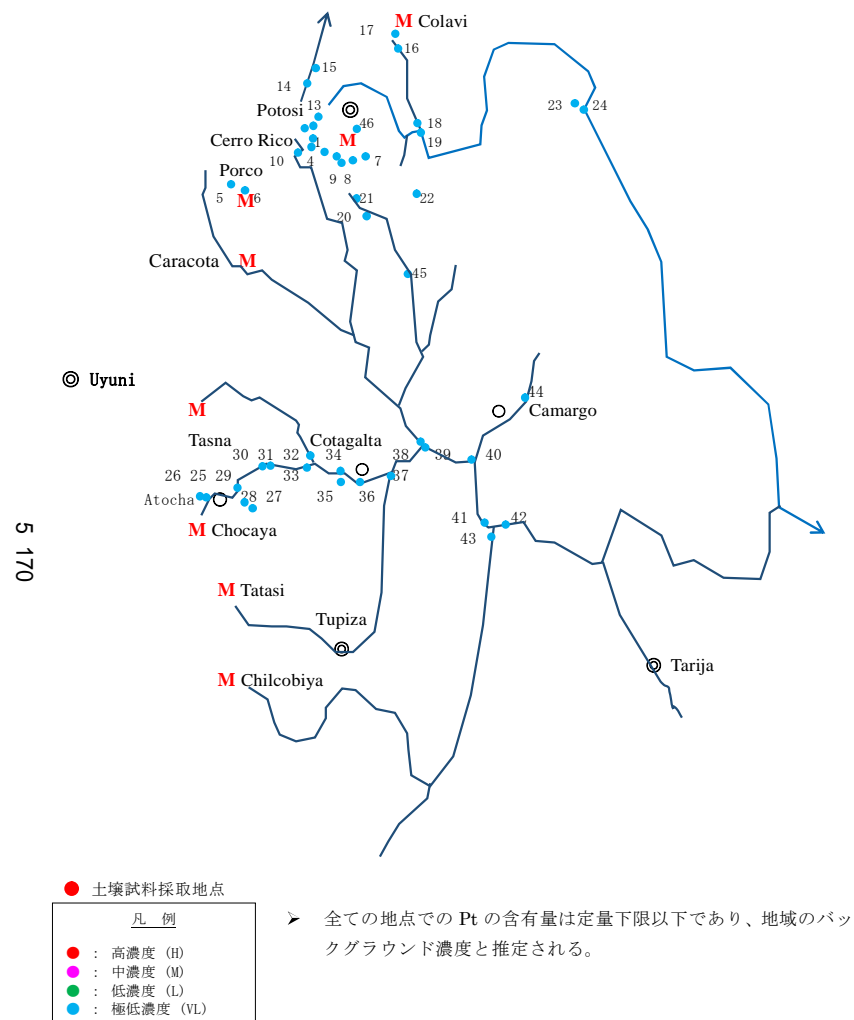 17 M Colavi
16
15
14
Potosi 13
46
18
23 24
Cerro Rico 1 M
19
10 4 7
Porco 9 8
5 6 21 22
M
20
Caracota M
45
Uyuni
M
44
Camargo
Tasna Cotagalta
30 31 32 34 38 39 40
26 25 29 33 37
Atocha 28 27 35 36
M Chocaya
41 42
43
5 170
M Tatasi
Tupiza
Tarija
M Chilcobiya
土壌試料採取地点
凡 例
: 高濃度 (H)
: 中濃度 (M)
: 低濃度 (L)
: 極低濃度 (VL)
➢ 全ての地点での Pt の含有量は定量下限以下であり、地域のバッ
クグラウンド濃度と推定される。